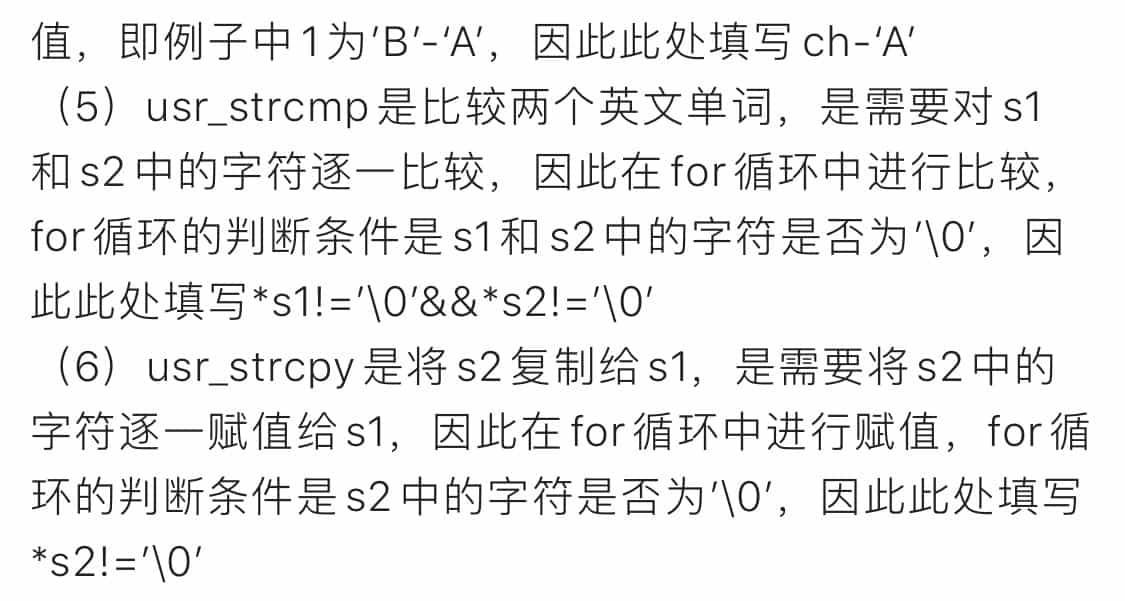 值，即例子中1为'B'-'A'，因此此处填写ch-'A'
（5）usr_strcmp是比较两个英文单词，是需要对s1
和s2中的字符逐一比较，因此在for循环中进行比较，
for循环的判断条件是s1和s2中的字符是否为'\0'，因
此此处填写*s1!='\0'&&*s2!='\0'
（6）usr_strcpy是将s2复制给s1，是需要将s2中的
字符逐一赋值给s1，因此在for循环中进行赋值，for循
环的判断条件是s2中的字符是否为'\0'，因此此处填写
*s2!='\0'